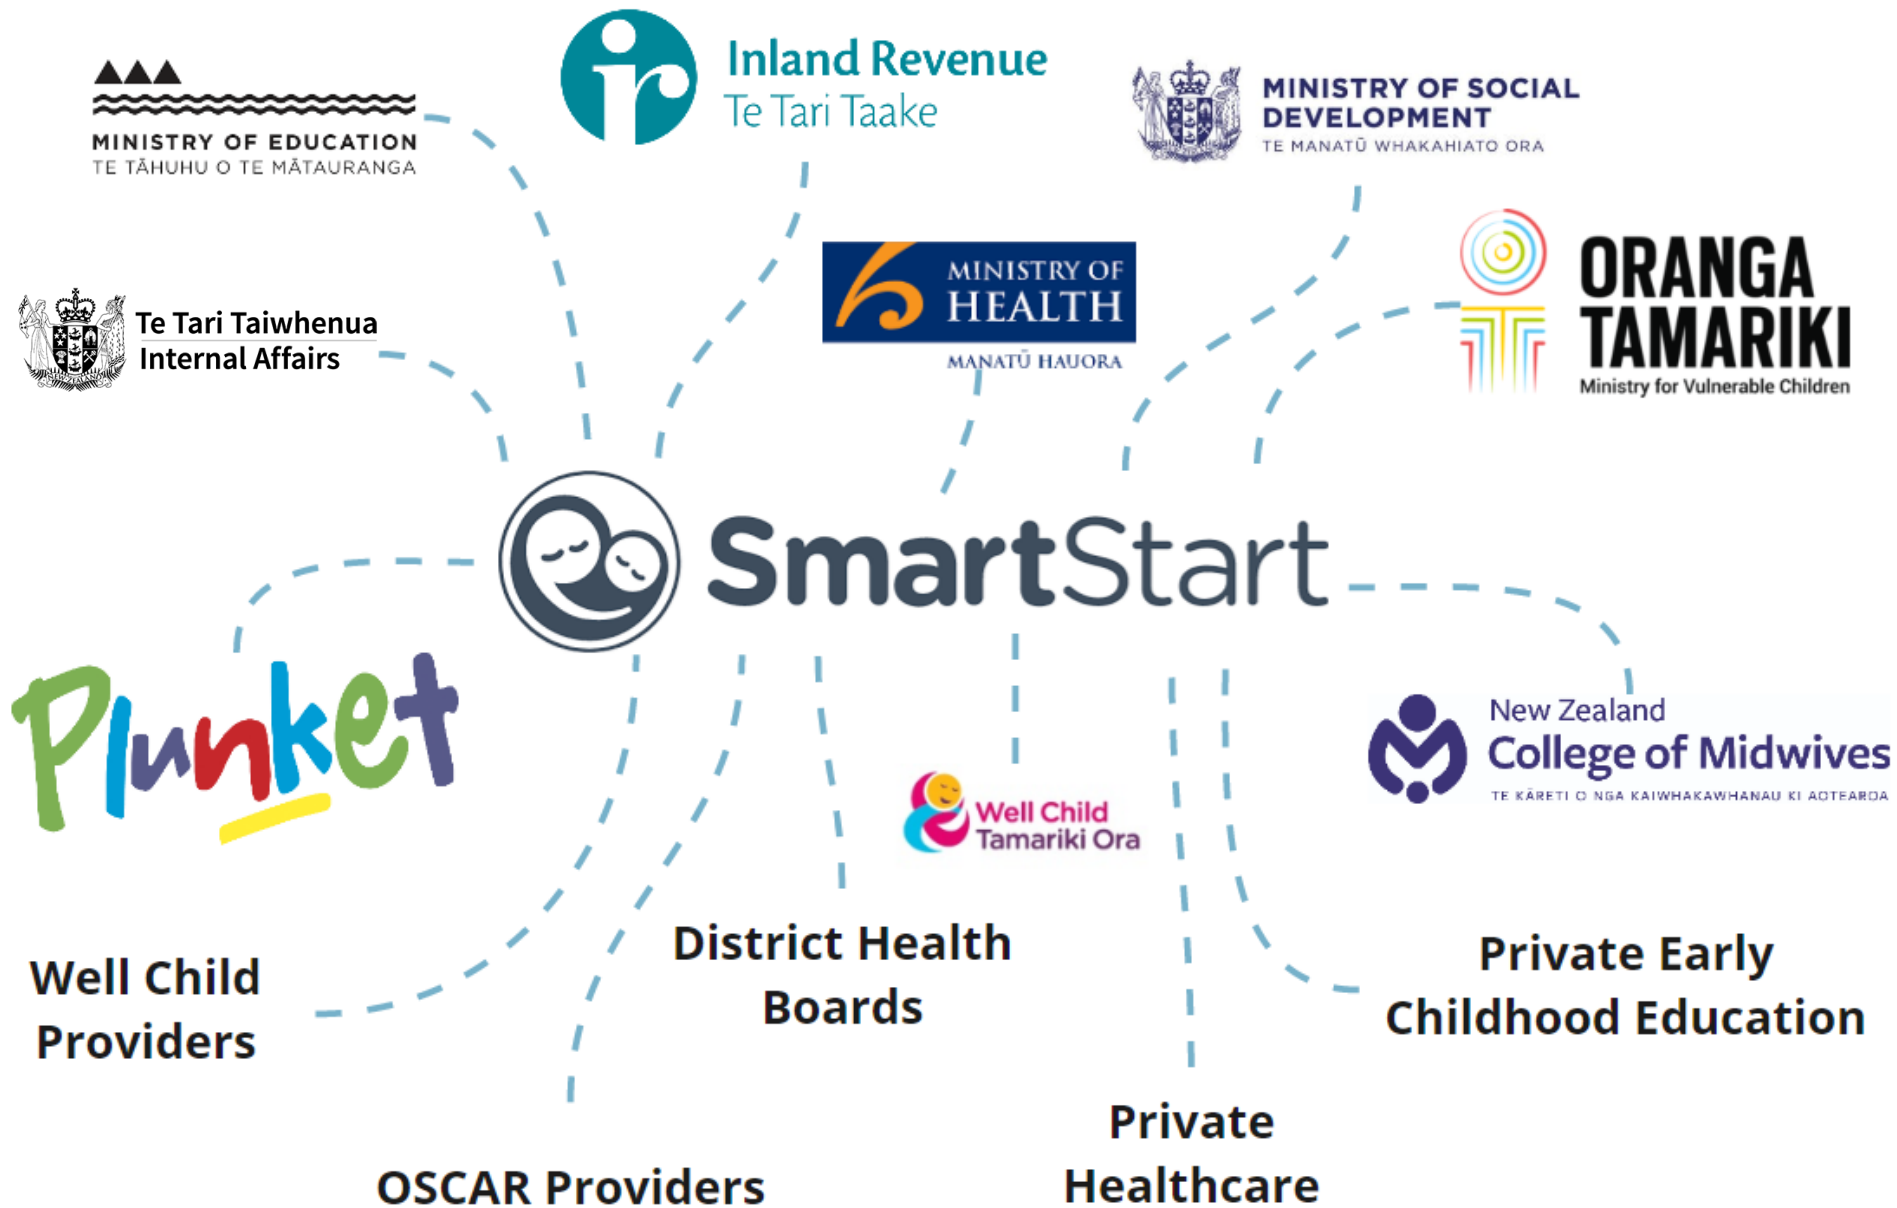 MINISTRY OF EDUCATION
TE TĀHUHU O TE MĀTAURANGA
Inland Revenue
Te Tari Taake
MINISTRY OF SOCIAL
DEVELOPMENT
TE MANATŪ WHAKAHIATO ORA
Te Tari Taiwhenua
Internal Affairs
MINISTRY OF
HEALTH
MANATŪ HAUORA
ORANGA
TAMARIKI
Ministry for Vulnerable Children
SmartStart
Plunket
Well Child
Tamariki Ora
New Zealand
College of Midwives
TE KĀRETI O NGA KAIWHAKAWHANAU KI AOTEAROA
Well Child
Providers
District Health
Boards
Private Early
Childhood Education
OSCAR Providers
Private
Healthcare